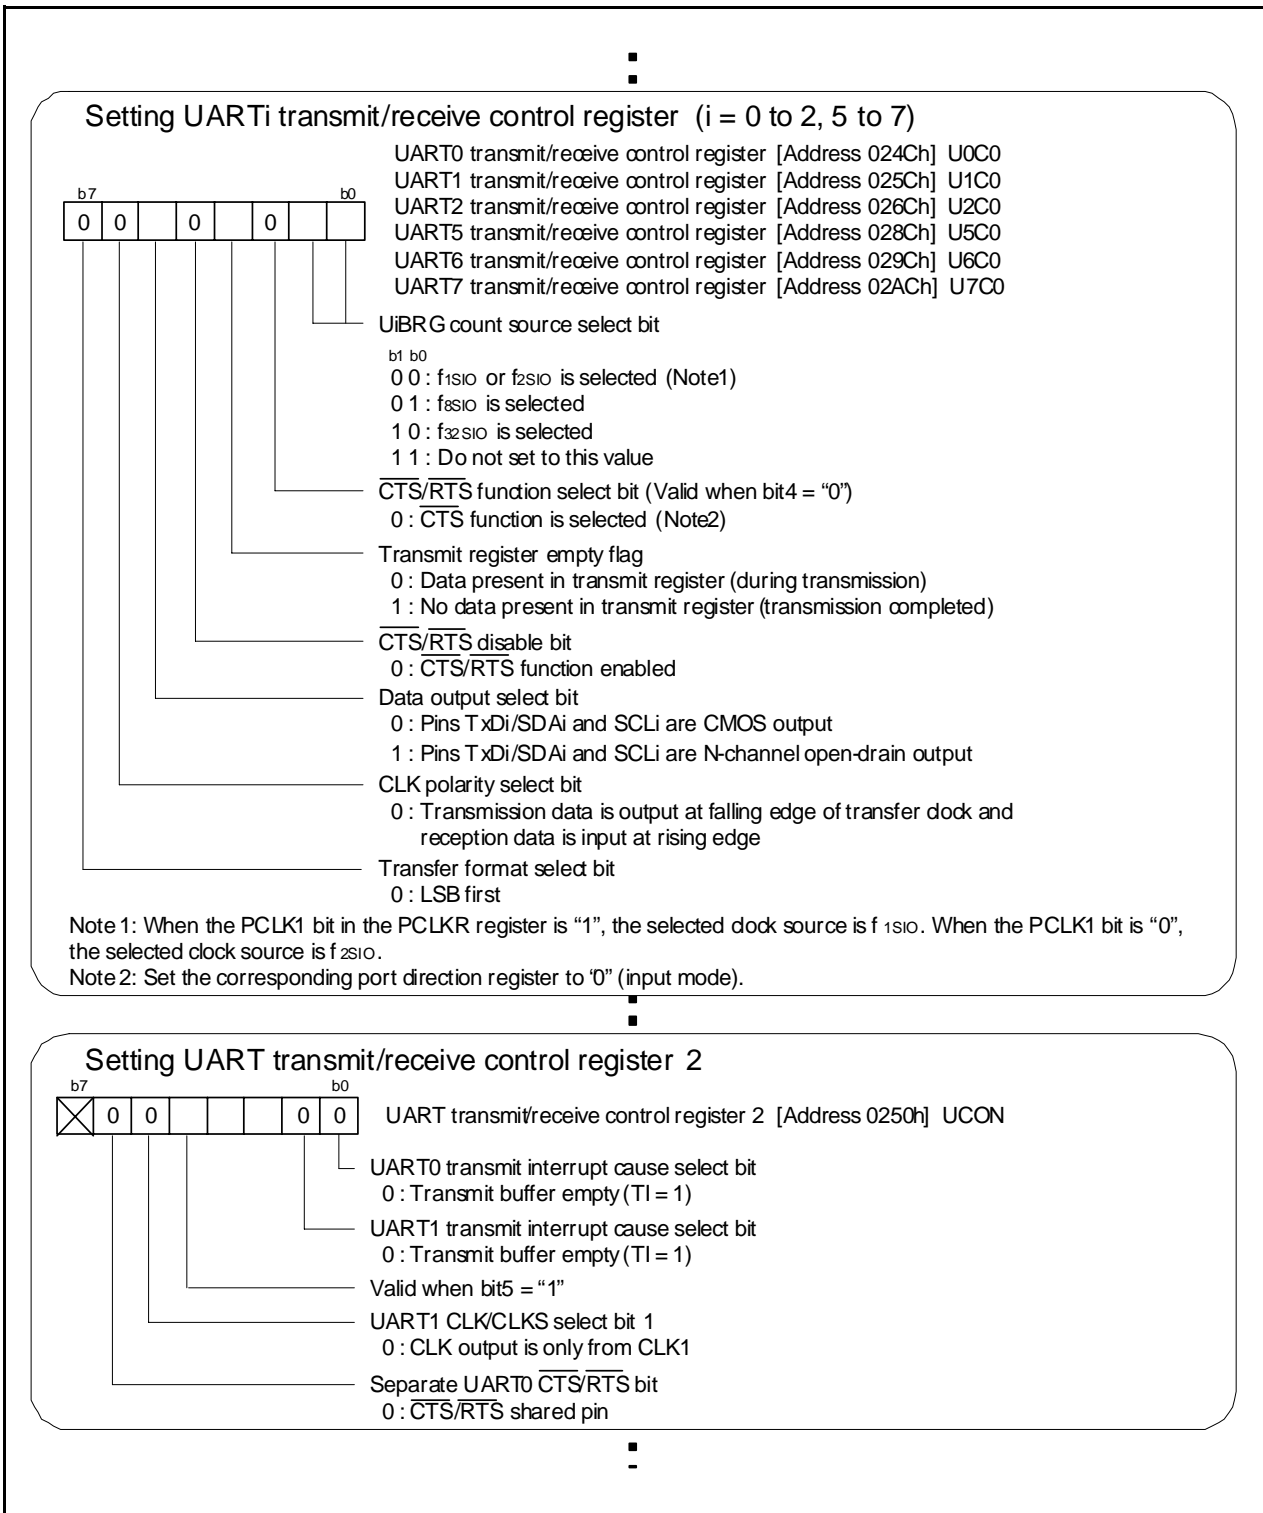 Setting UARTi transmit/receive control register (i = 0 to 2, 5 to 7)
UART0 transmit/receive control register [Address 024Ch] U0C0
UART1 transmit/receive control register [Address 025Ch] U1C0
UART2 transmit/receive control register [Address 026Ch] U2C0
UART5 transmit/receive control register [Address 028Ch] U5C0
UART6 transmit/receive control register [Address 029Ch] U6C0
UART7 transmit/receive control register [Address 02ACh] U7C0
b7 b0
0 0 0 0
UiBRG count source select bit
b1 b0
0 0 : f1SIO or f2SIO is selected (Note1)
0 1 : f8SIO is selected
1 0 : f32SIO is selected
1 1 : Do not set to this value
CTS/RTS function select bit (Valid when bit4 = “0”)
0 : CTS function is selected (Note2)
Transmit register empty flag
0 : Data present in transmit register (during transmission)
1 : No data present in transmit register (transmission completed)
CTS/RTS disable bit
0 : CTS/RTS function enabled
Data output select bit
0 : Pins TxDi/SDAi and SCLi are CMOS output
1 : Pins TxDi/SDAi and SCLi are N-channel open-drain output
CLK polarity select bit
0 : Transmission data is output at falling edge of transfer clock and
reception data is input at rising edge
Transfer format select bit
0 : LSB first
Note 1: When the PCLK1 bit in the PCLKR register is “1”, the selected clock source is f 1SIO. When the PCLK1 bit is “0”,
the selected clock source is f 2SIO.
Note 2: Set the corresponding port direction register to ‘0” (input mode).
Setting UART transmit/receive control register 2
b7 b0
0 0 0 0
UART transmit/receive control register 2 [Address 0250h] UCON
UART0 transmit interrupt cause select bit
0 : Transmit buffer empty (TI = 1)
UART1 transmit interrupt cause select bit
0 : Transmit buffer empty (TI = 1)
Valid when bit5 = “1”
UART1 CLK/CLKS select bit 1
0 : CLK output is only from CLK1
Separate UART0 CTS/RTS bit
0 : CTS/RTS shared pin